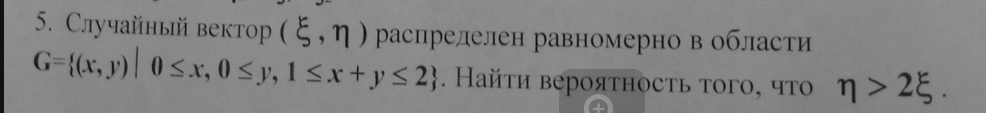 5. Случайный вектор ( ξ , η ) распределен равномерно в области
G={(x, y)| 0 ≤ x, 0 ≤ y, 1 ≤ x + y ≤ 2}. Найти вероятность того, что η > 2ξ .